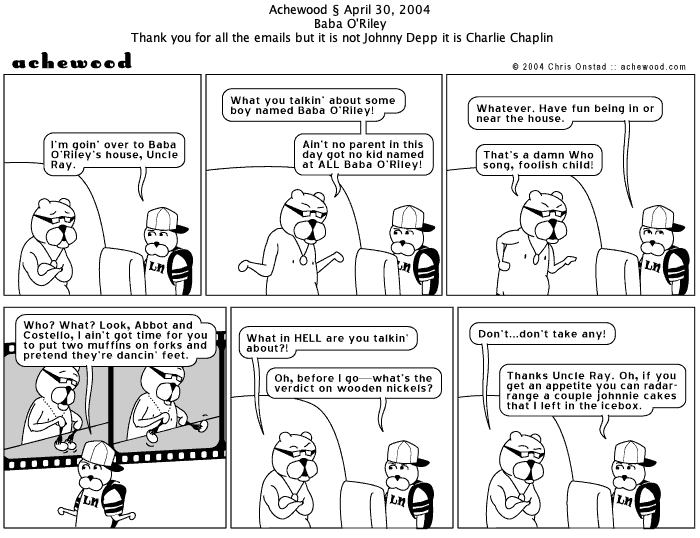 Achewood § April 30, 2004
Baba O'Riley
Thank you for all the emails but it is not Johnny Depp it is Charlie Chaplin
achewood
© 2004 Chris Onstad :: achewood.com
I'm goin' over to Baba
O'Riley's house, Uncle
Ray.
LN
What you talkin' about some
boy named Baba O'Riley!
Ain't no parent in this
day got no kid named
at ALL Baba O'Riley!
LN
Whatever. Have fun being in or
near the house.
That's a damn Who
song, foolish child!
LN
Who? What? Look, Abbot and
Costello, I ain't got time for you
to put two muffins on forks and
pretend they're dancin' feet.
LN
What in HELL are you talkin'
about?!
Oh, before I go—what's the
verdict on wooden nickels?
LN
Don't...don't take any!
Thanks Uncle Ray. Oh, if you
get an appetite you can radar-
range a couple johnnie cakes
that I left in the icebox.
LN